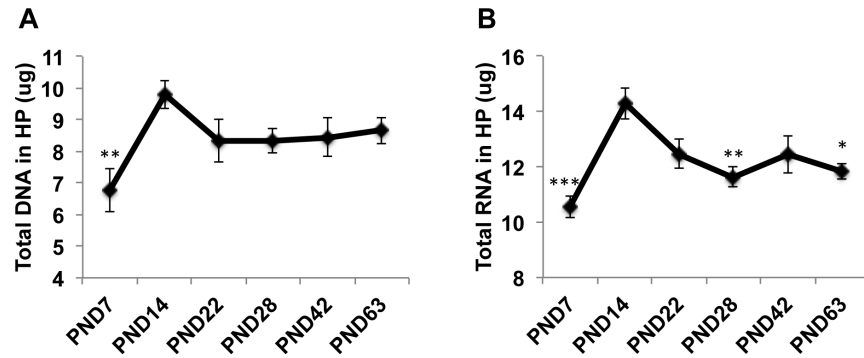 A
Total DNA in HP (ug)
11
10
9
8
7
6
5
4
**
PND7
PND14
PND22
PND28
PND42
PND63
B
Total RNA in HP (ug)
16
14
12
10
8
***
**
*
PND7
PND14
PND22
PND28
PND42
PND63